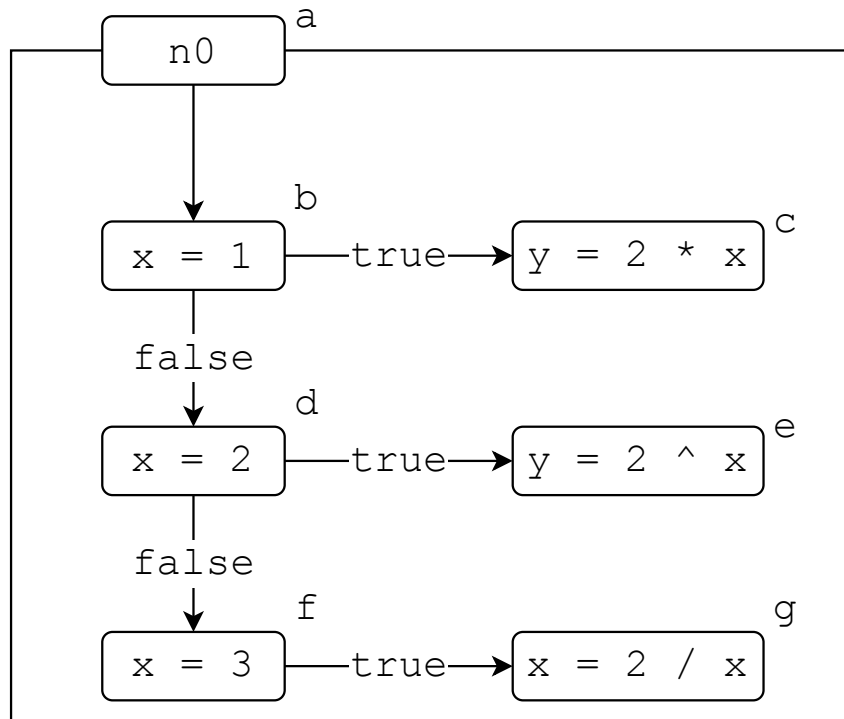 a
n0
b
x = 1
true
y = 2 * x
c
false
d
x = 2
true
y = 2 ^ x
e
false
f
x = 3
true
x = 2 / x
g